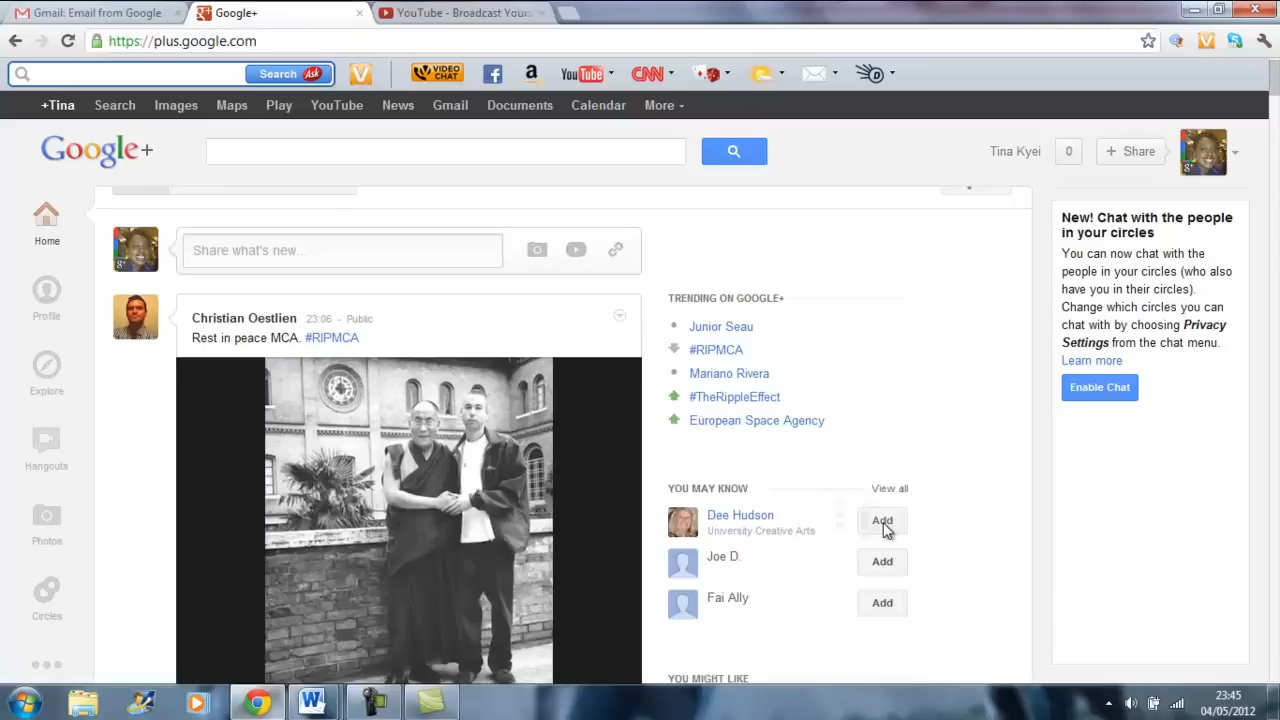 Gmail: Email from Google
Google+
YouTube - Broadcast Yours
https://plus.google.com
Search Ask
VIDEO CHAT
YouTube
CNN
+Tina Search Images Maps Play YouTube News Gmail Documents Calendar More
Google+
Tina Kyei 0 + Share
Home
Profile
Explore
Hangouts
Photos
Circles
Share what's new...
Christian Oestlien 23:06 - Public
Rest in peace MCA. #RIPMCA
TRENDING ON GOOGLE+
Junior Seau
#RIPMCA
Mariano Rivera
#TheRippleEffect
European Space Agency
YOU MAY KNOW View all
Dee Hudson
University Creative Arts
Add
Joe D.
Add
Fai Ally
Add
YOU MIGHT LIKE
New! Chat with the people
in your circles
You can now chat with the
people in your circles (who also
have you in their circles).
Change which circles you can
chat with by choosing Privacy
Settings from the chat menu.
Learn more
Enable Chat
23:45
04/05/2012